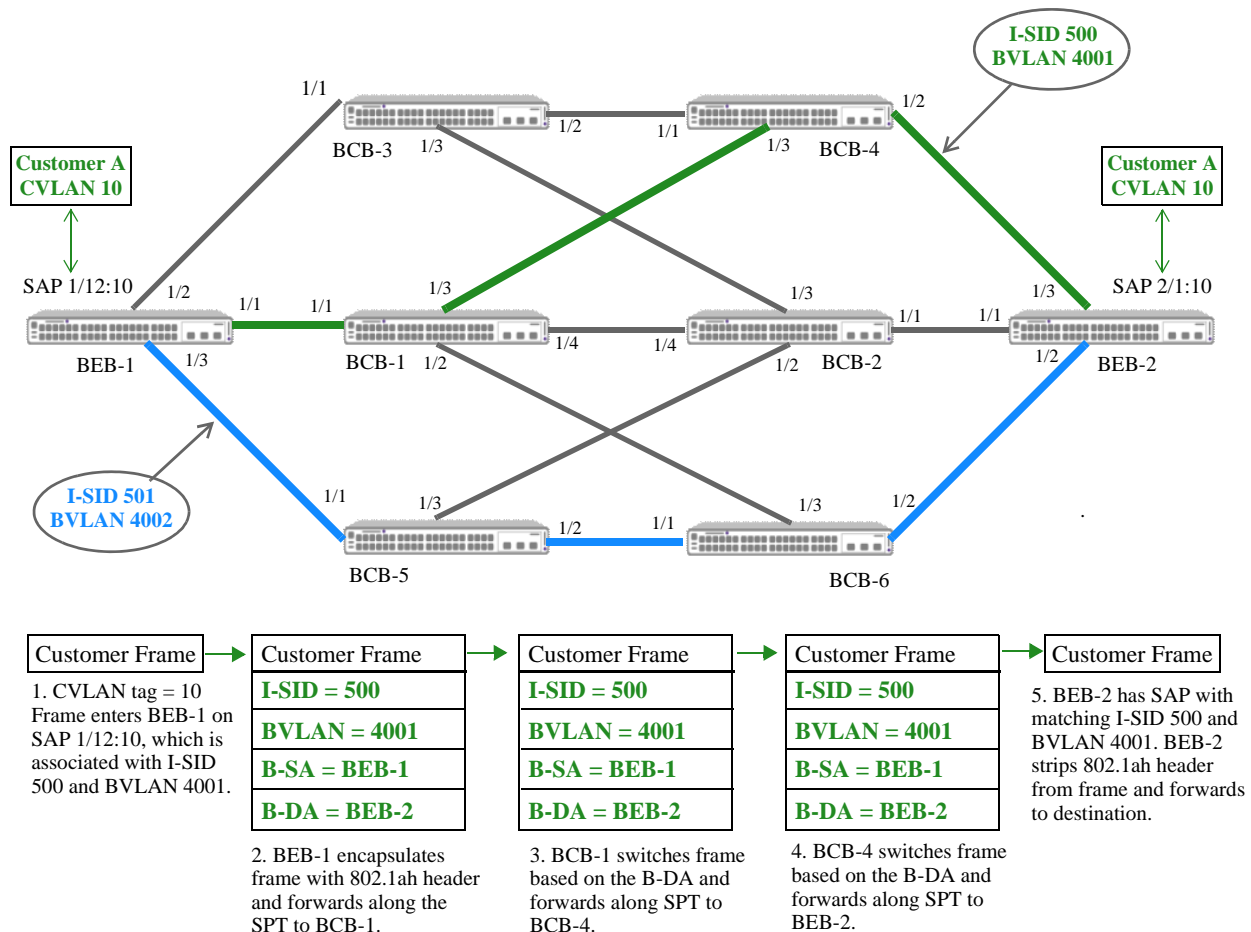 I-SID 500
BVLAN 4001
1/1
1/2
1/2
1/1
1/3
1/3
BCB-3
BCB-4
Customer A
CVLAN 10
Customer A
CVLAN 10
SAP 1/12:10
SAP 2/1:10
1/2
1/3
1/3
1/3
1/1
1/1
1/1
1/1
BEB-1
1/3
BCB-1
1/2
1/4
1/4
1/2
BCB-2
1/2
BEB-2
I-SID 501
BVLAN 4002
1/1
1/3
1/2
1/1
1/3
1/2
.
BCB-5
BCB-6
Customer Frame
Customer Frame
Customer Frame
Customer Frame
Customer Frame
1. CVLAN tag = 10
Frame enters BEB-1 on
SAP 1/12:10, which is
associated with I-SID
500 and BVLAN 4001.
I-SID = 500
BVLAN = 4001
B-SA = BEB-1
B-DA = BEB-2
2. BEB-1 encapsulates
frame with 802.1ah header
and forwards along the
SPT to BCB-1.
I-SID = 500
BVLAN = 4001
B-SA = BEB-1
B-DA = BEB-2
3. BCB-1 switches frame
based on the B-DA and
forwards along SPT to
BCB-4.
I-SID = 500
BVLAN = 4001
B-SA = BEB-1
B-DA = BEB-2
4. BCB-4 switches frame
based on the B-DA and
forwards along SPT to
BEB-2.
5. BEB-2 has SAP with
matching I-SID 500 and
BVLAN 4001. BEB-2
strips 802.1ah header
from frame and forwards
to destination.